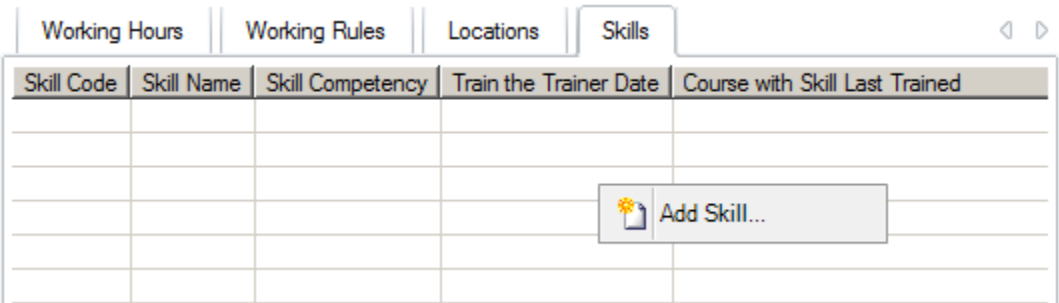 Working Hours Working Rules Locations Skills
Skill Code Skill Name Skill Competency Train the Trainer Date Course with Skill Last Trained
Add Skill...